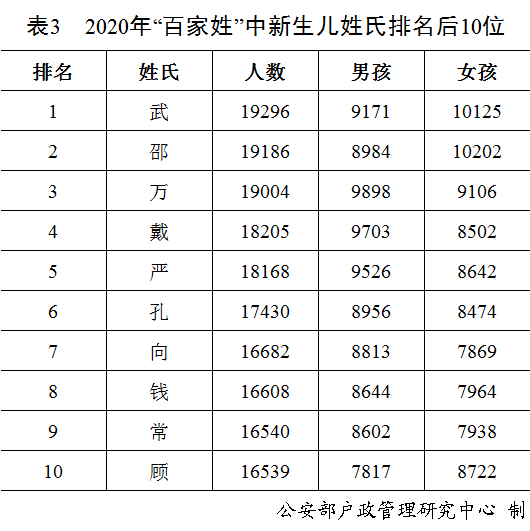 表3 2020年“百家姓”中新生儿姓氏排名后10位
排名 姓氏 人数 男孩 女孩
1 武 19296 9171 10125
2 邵 19186 8984 10202
3 万 19004 9898 9106
4 戴 18205 9703 8502
5 严 18168 9526 8642
6 孔 17430 8956 8474
7 向 16682 8813 7869
8 钱 16608 8644 7964
9 常 16540 8602 7938
10 顾 16539 7817 8722
公安部户政管理研究中心 制